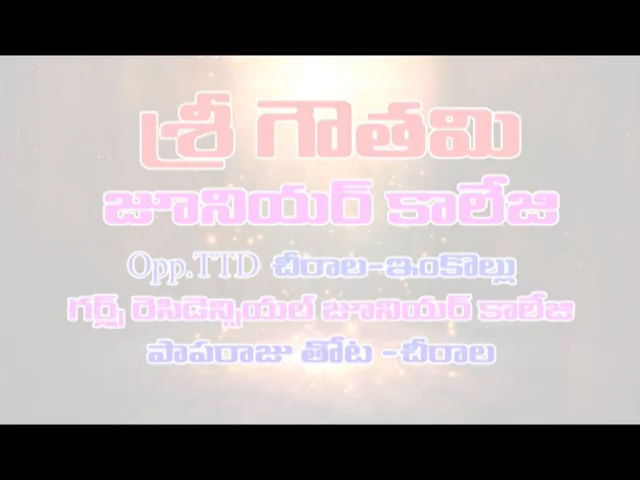 శ్రీ గౌతమి
జూనియర్ కాలేజి
Opp.TTD చీరాల-ఇంకొల్లు
గర్ల్స్ రెసిడెన్సియల్ జూనియర్ కాలేజి
పాపరాజు తోట -చీరాల